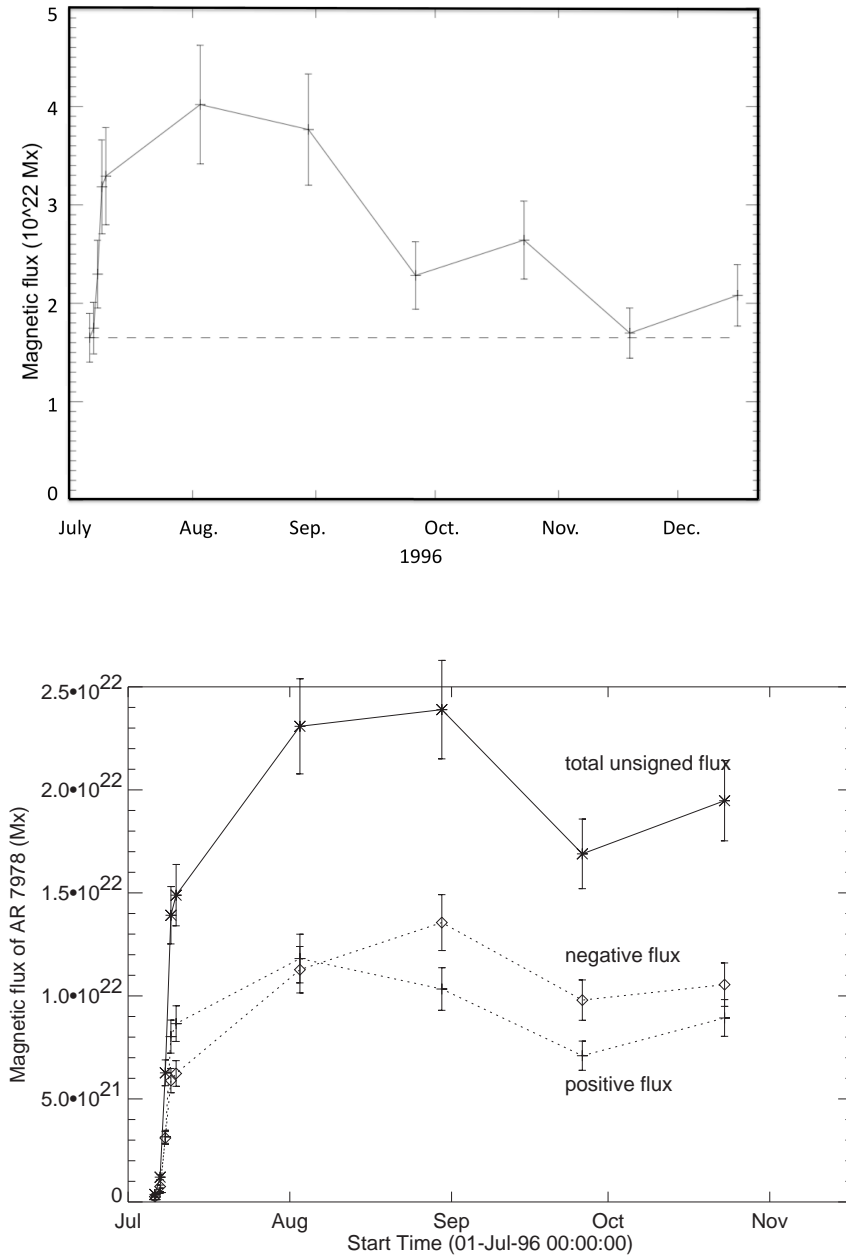 5
4
3
2
1
0
Magnetic flux (10^22 Mx)
July Aug. Sep. Oct. Nov. Dec.
1996
2.5•10^22
2.0•10^22
1.5•10^22
1.0•10^22
5.0•10^21
0
Magnetic flux of AR 7978 (Mx)
total unsigned flux
negative flux
positive flux
Jul Aug Sep Oct Nov
Start Time (01-Jul-96 00:00:00)